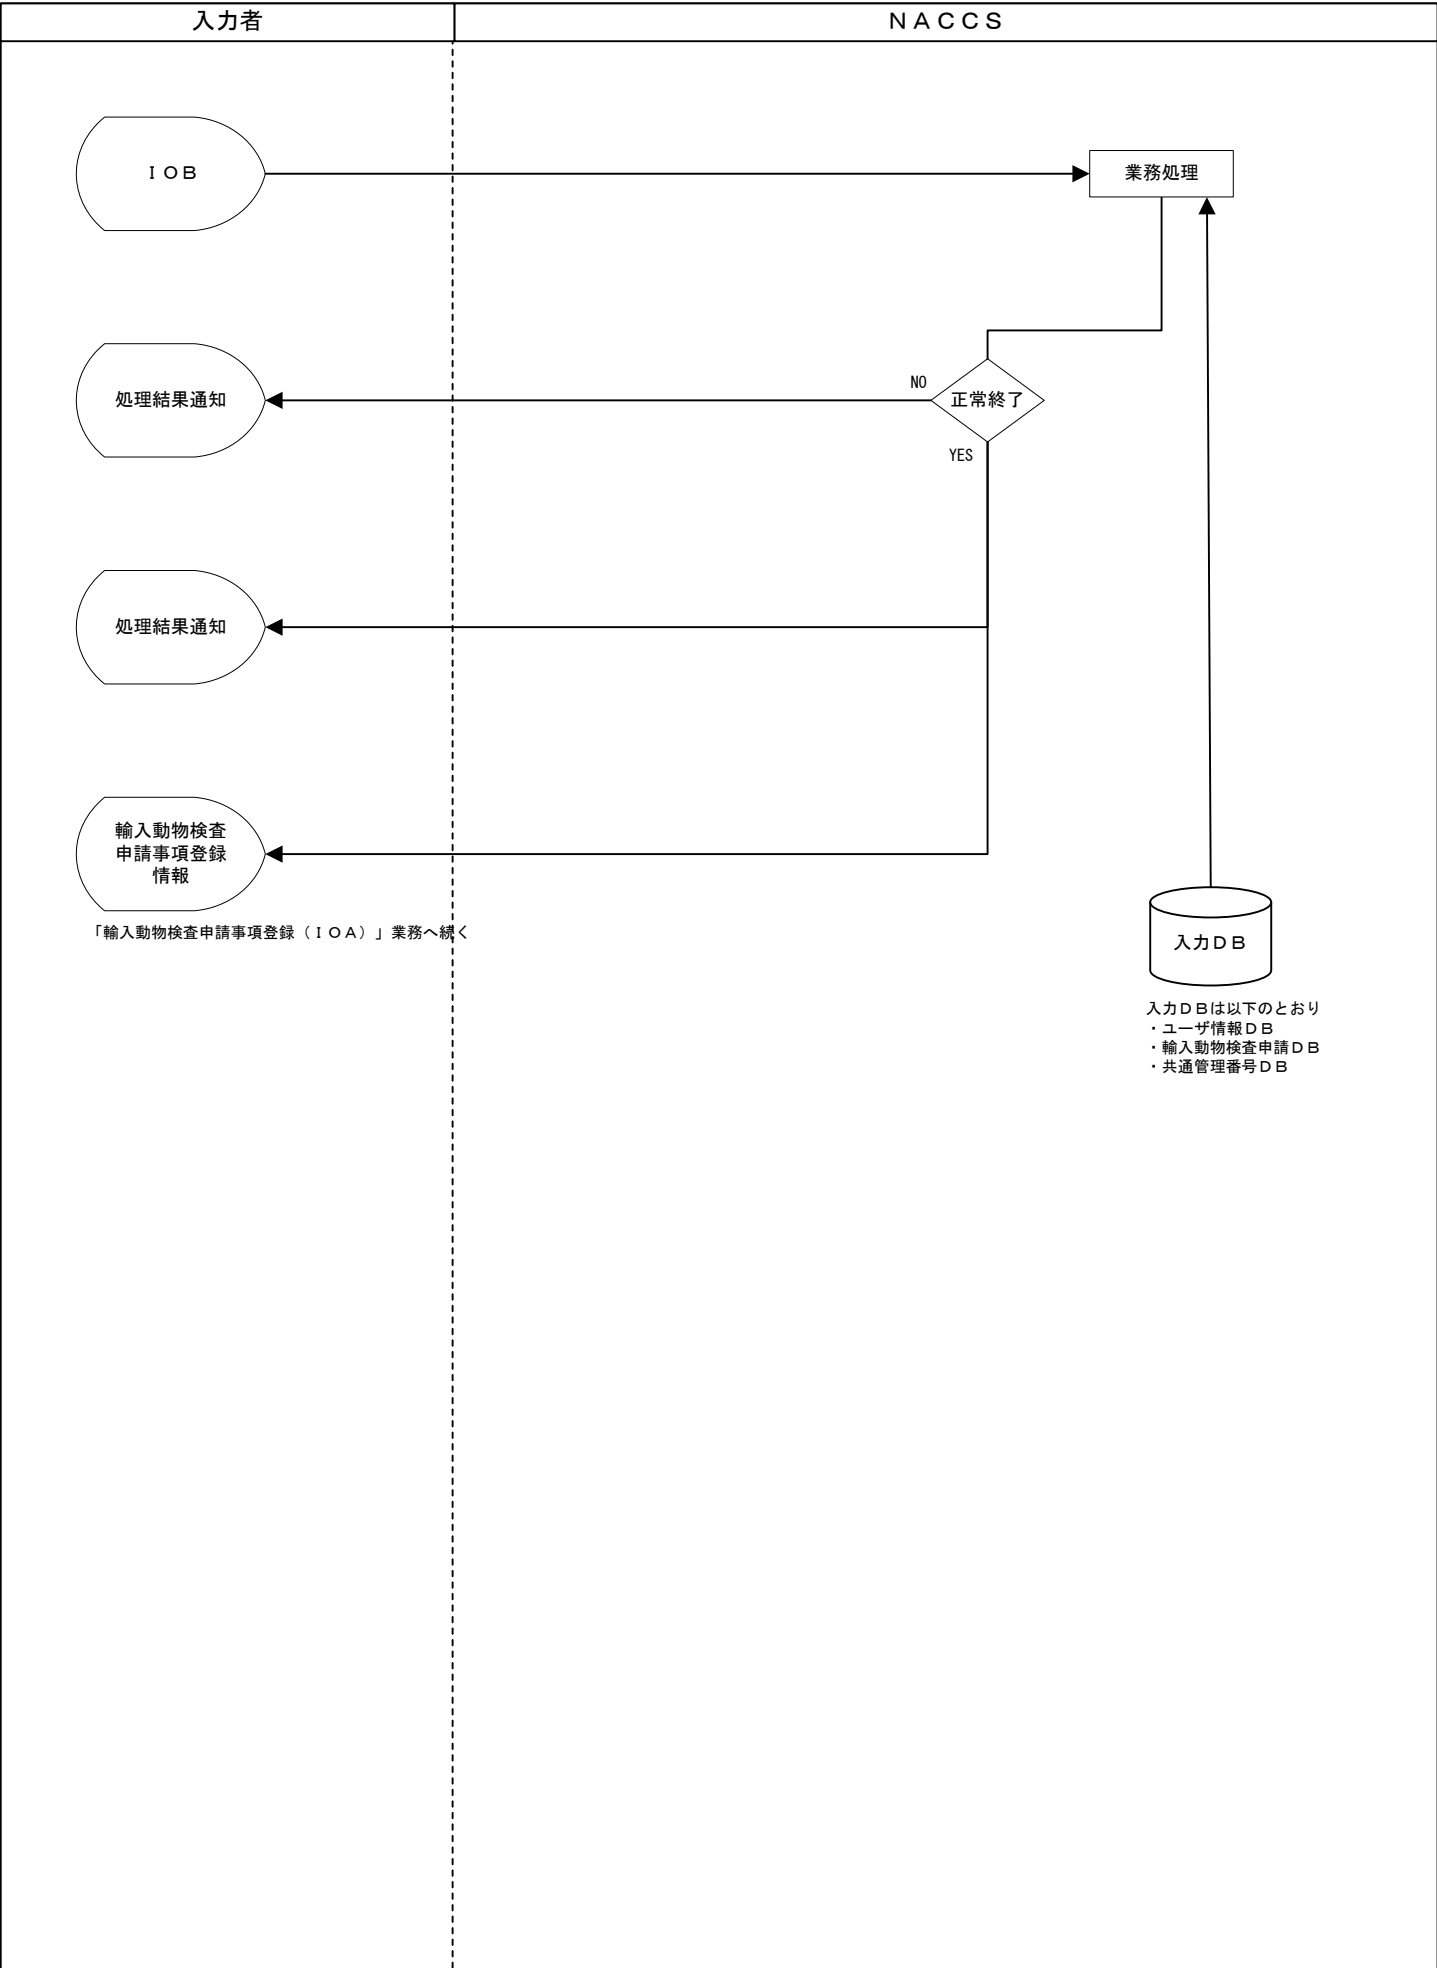 入力者
ＮＡＣＣＳ
ＩＯＢ
業務処理
処理結果通知
NO
正常終了
YES
処理結果通知
輸入動物検査
申請事項登録
情報
「輸入動物検査申請事項登録（ＩＯＡ）」業務へ続く
入力ＤＢ
入力ＤＢは以下のとおり
・ユーザ情報ＤＢ
・輸入動物検査申請ＤＢ
・共通管理番号ＤＢ